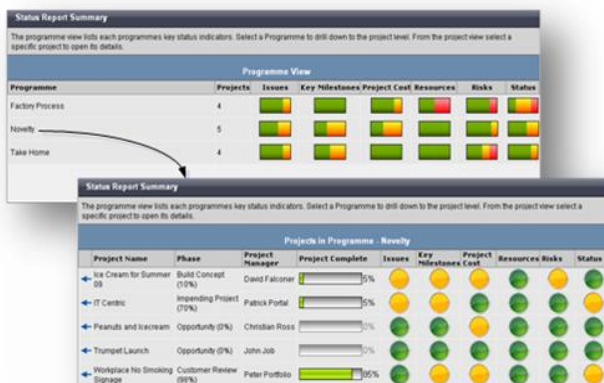 Status Report Summary
The programme view lists each programmes key status indicators. Select a Programme to drill down to the project level. From the project view select a
specific project to open its details.
Programme View
Programme Projects Issues Key Milestones Project Cost Resources Risks Status
Factory Process 4
Novelty 5
Take Home 4
Status Report Summary
The programme view lists each programmes key status indicators. Select a Programme to drill down to the project level. From the project view select a
specific project to open its details.
Projects in Programme - Novelty
Project Name Phase Project Manager Project Complete Issues Key Milestones Project Cost Resources Risks Status
Ice Cream for Summer 09 Build Concept (10%) David Falconer 5%
IT Centric Impending Project (70%) Patrick Portal 5%
Peanuts and Icecream Opportunity (0%) Christian Ross 0%
Trumpet Launch Opportunity (0%) John Job 0%
Workplace No Smoking Signage Customer Review (98%) Peter Portfolio 85%